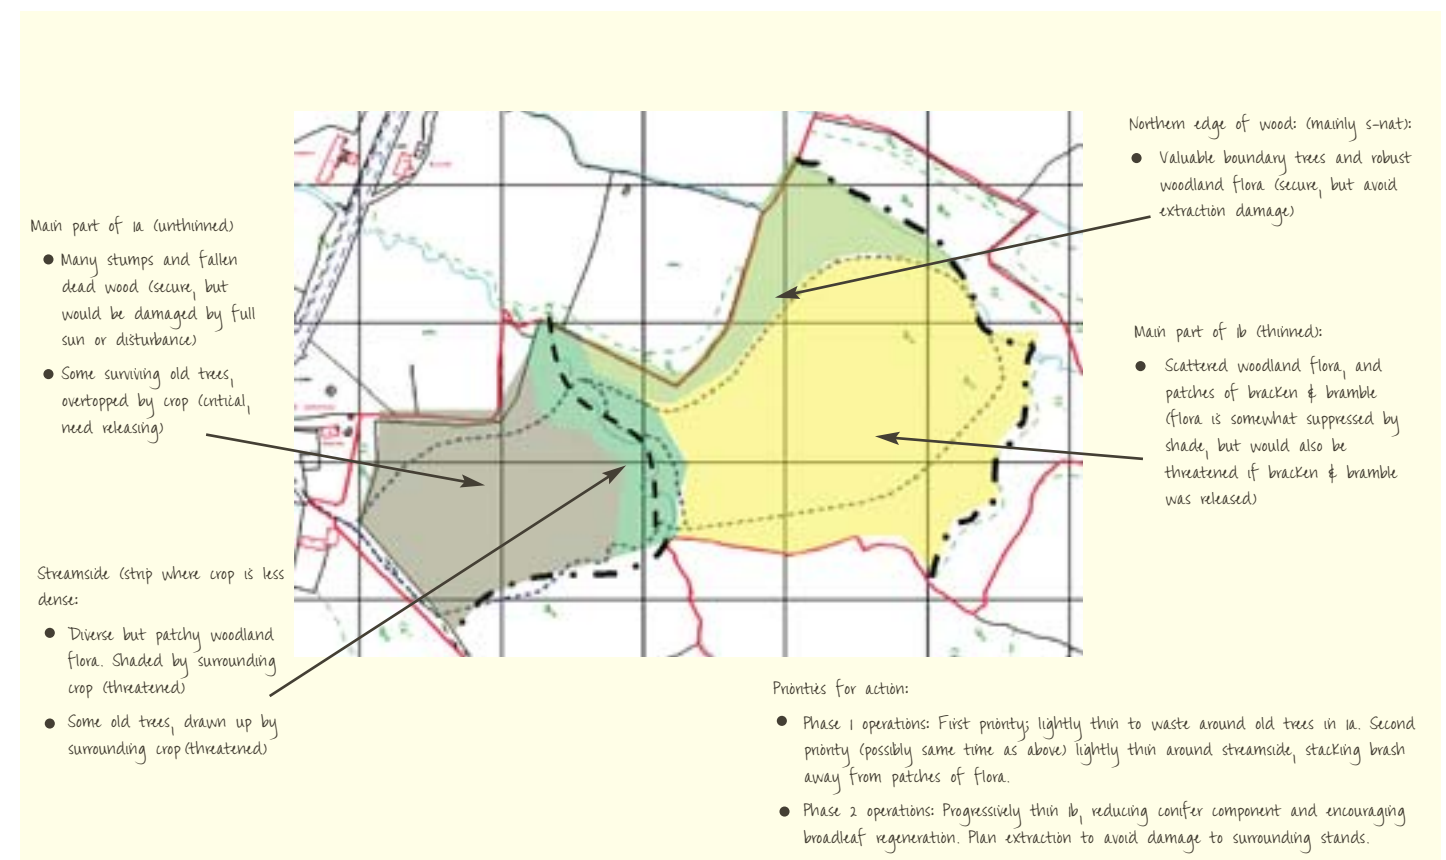 Northern edge of wood: (mainly s-nat):
● Valuable boundary trees and robust
woodland flora (secure, but avoid
extraction damage)
Main part of 1a (unthinned)
● Many stumps and fallen
dead wood (secure, but
would be damaged by full
sun or disturbance)
● Some surviving old trees,
overtopped by crop (critical,
need releasing)
Main part of 1b (thinned):
● Scattered woodland flora, and
patches of bracken & bramble
(flora is somewhat suppressed by
shade, but would also be
threatened if bracken & bramble
was released)
Streamside (strip where crop is less
dense:
● Diverse but patchy woodland
flora. Shaded by surrounding
crop (threatened)
● Some old trees, drawn up by
surrounding crop (threatened)
Priorities for action:
● Phase 1 operations: First priority; lightly thin to waste around old trees in 1a. Second
priority (possibly same time as above) lightly thin around streamside, stacking brash
away from patches of flora.
● Phase 2 operations: Progressively thin 1b, reducing conifer component and encouraging
broadleaf regeneration. Plan extraction to avoid damage to surrounding stands.